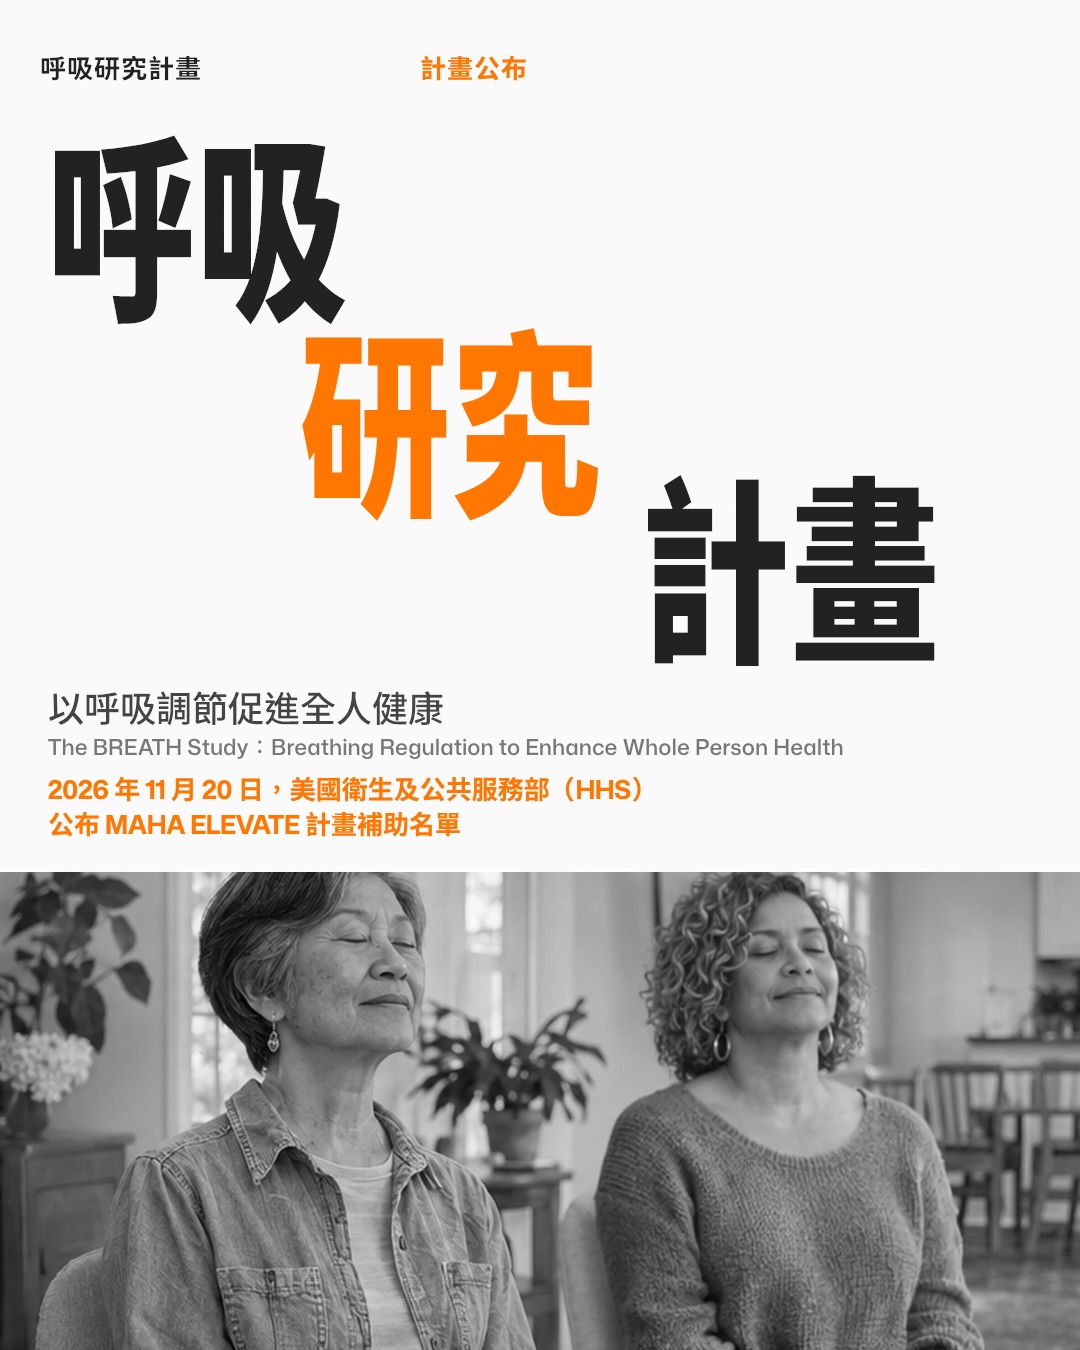 呼吸研究計畫
計畫公布
呼吸
研究
計畫
以呼吸調節促進全人健康
The BREATH Study：Breathing Regulation to Enhance Whole Person Health
2026 年 11 月 20 日，美國衛生及公共服務部（HHS）
公布 MAHA ELEVATE 計畫補助名單